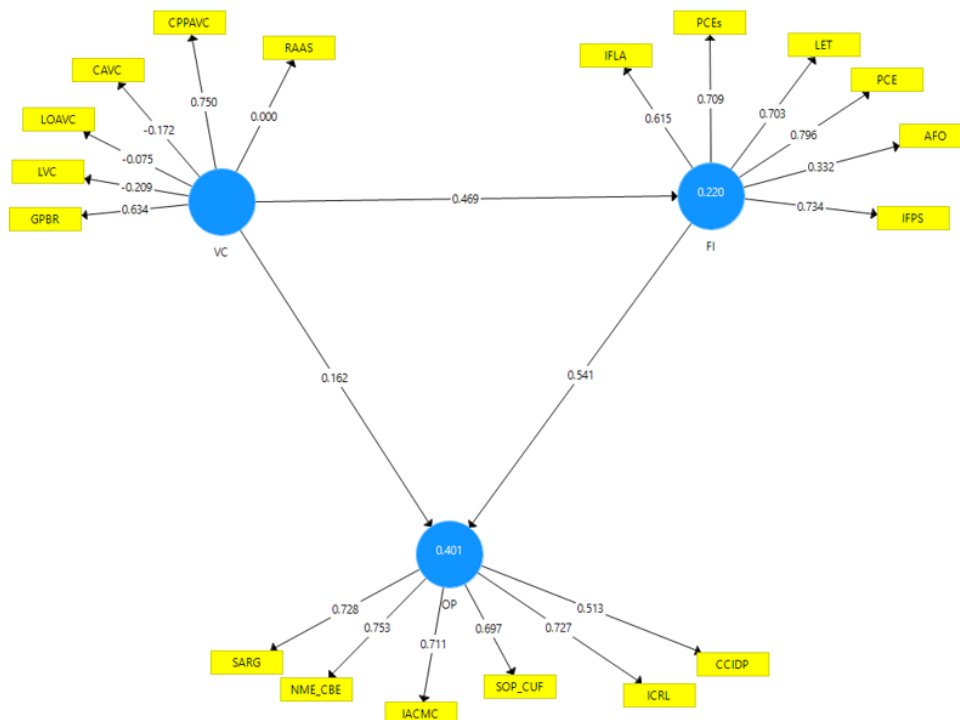 CPPAVC
PCEs
RAAS
LET
IFLA
CAVC
PCE
0.750
0.709
0.703
LOAVC
-0.172
0.000
0.615
0.796
AFO
-0.075
0.332
LVC
-0.209
0.220
0.734
GPBR
0.634
0.469
IFPS
VC
FI
0.162
0.541
0.401
OP
0.728
0.753
0.711
0.697
0.727
0.513
SARG
CCIDP
NME_CBE
SOP_CUF
ICRL
IACMC